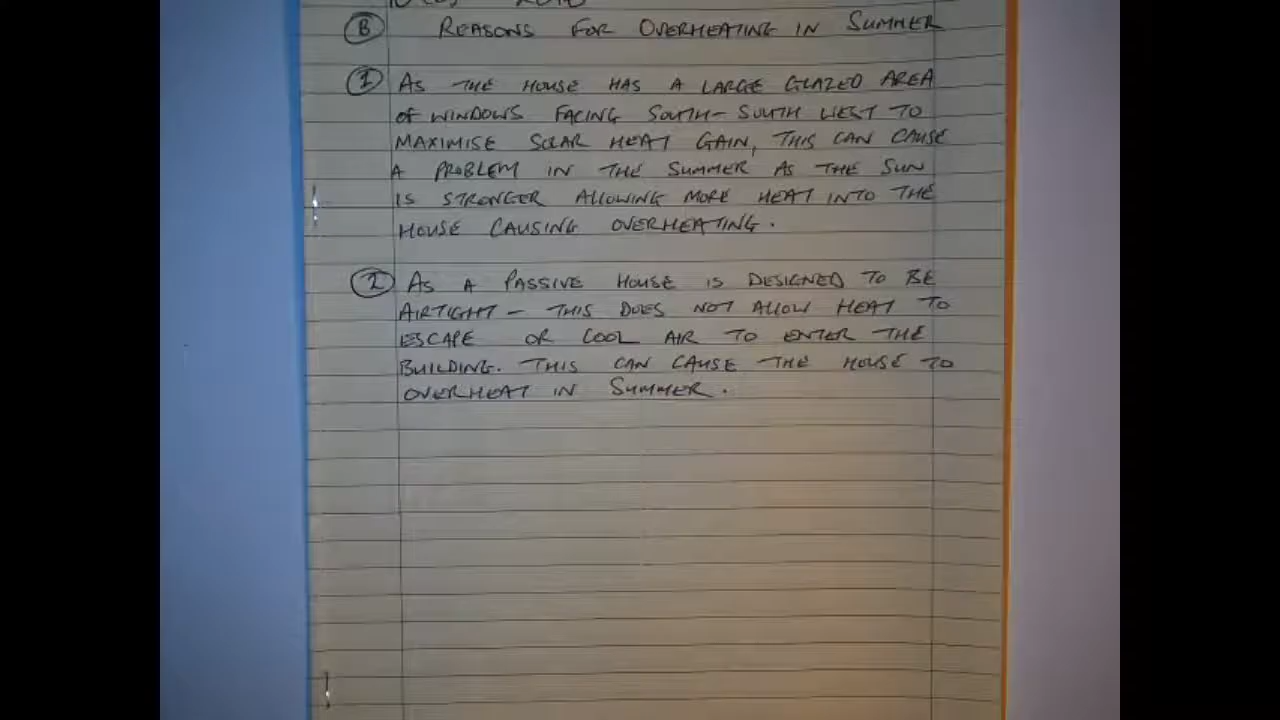 (B) REASONS FOR OVERHEATING IN SUMMER
(1) AS THE HOUSE HAS A LARGE GLAZED AREA
OF WINDOWS FACING SOUTH - SOUTH WEST TO
MAXIMISE SOLAR HEAT GAIN, THIS CAN CAUSE
A PROBLEM IN THE SUMMER AS THE SUN
IS STRONGER ALLOWING MORE HEAT INTO THE
HOUSE CAUSING OVERHEATING.
(2) AS A PASSIVE HOUSE IS DESIGNED TO BE
AIRTIGHT - THIS DOES NOT ALLOW HEAT TO
ESCAPE OR COOL AIR TO ENTER THE
BUILDING. THIS CAN CAUSE THE HOUSE TO
OVERHEAT IN SUMMER.